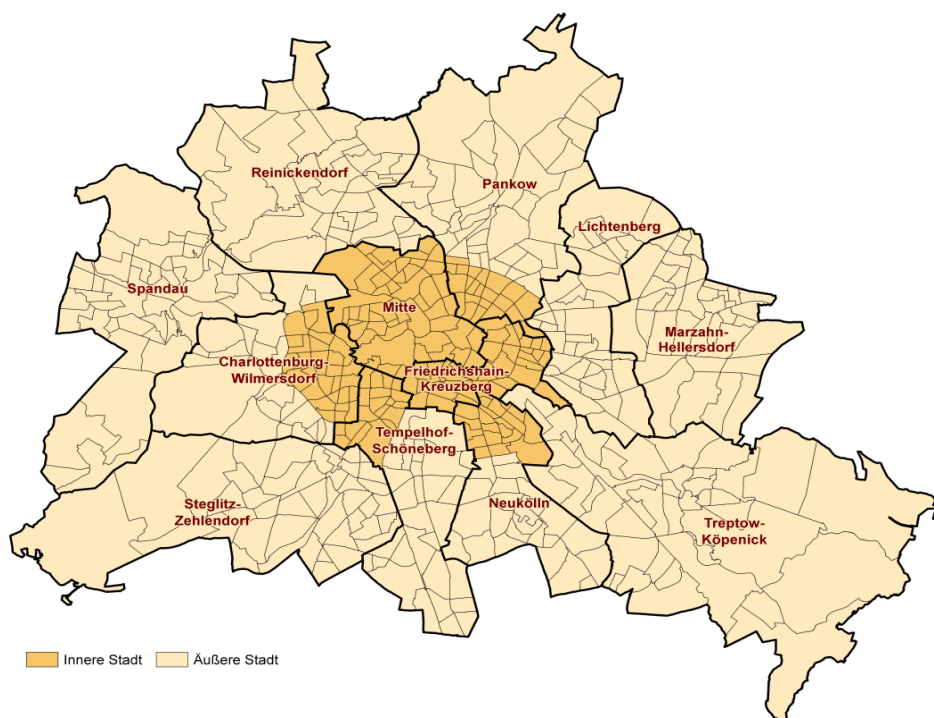 Reinickendorf
Pankow
Lichtenberg
Spandau
Mitte
Marzahn-
Hellersdorf
Charlottenburg-
Wilmersdorf
Friedrichshain-
Kreuzberg
Tempelhof-
Schöneberg
Steglitz-
Zehlendorf
Neukölln
Treptow-
Köpenick
Innere Stadt
Äußere Stadt